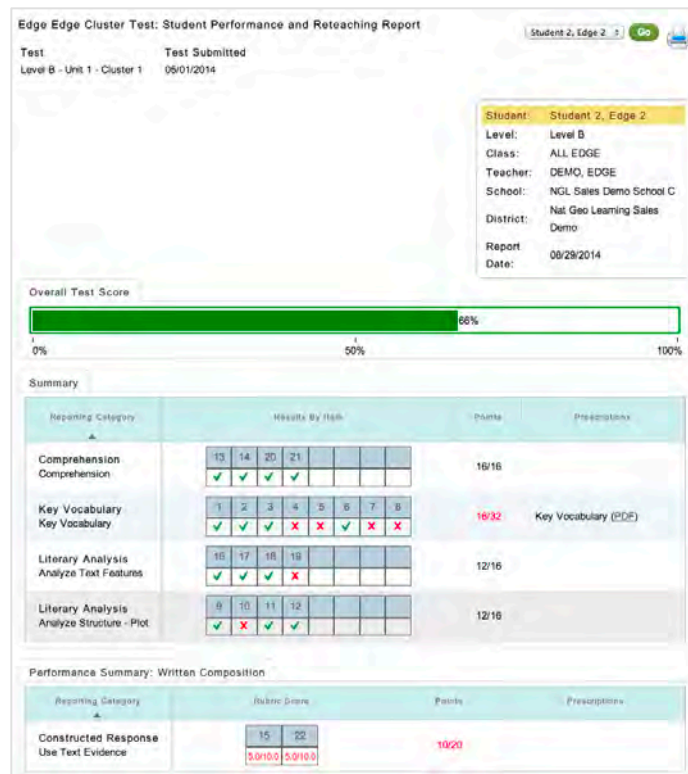 Edge Edge Cluster Test: Student Performance and Reteaching Report
Student 2, Edge 2
Go
Test
Test Submitted
Level B - Unit 1 - Cluster 1
05/01/2014
Student: Student 2, Edge 2
Level: Level B
Class: ALL EDGE
Teacher: DEMO, EDGE
School: NGL Sales Demo School C
District: Nat Geo Learning Sales Demo
Report Date: 08/29/2014
Overall Test Score
66%
0% 50% 100%
Summary
Reporting Category Results By Item Points Prescriptions
Comprehension
Comprehension
13 14 20 21
16/16
Key Vocabulary
Key Vocabulary
1 2 3 4 5 6 7 8
16/32
Key Vocabulary (PDF)
Literary Analysis
Analyze Text Features
16 17 18 19
12/16
Literary Analysis
Analyze Structure - Plot
9 10 11 12
12/16
Performance Summary: Written Composition
Reporting Category Rubric Score Points Prescriptions
Constructed Response
Use Text Evidence
15 22
5.0/10.0 5.0/10.0
10/20